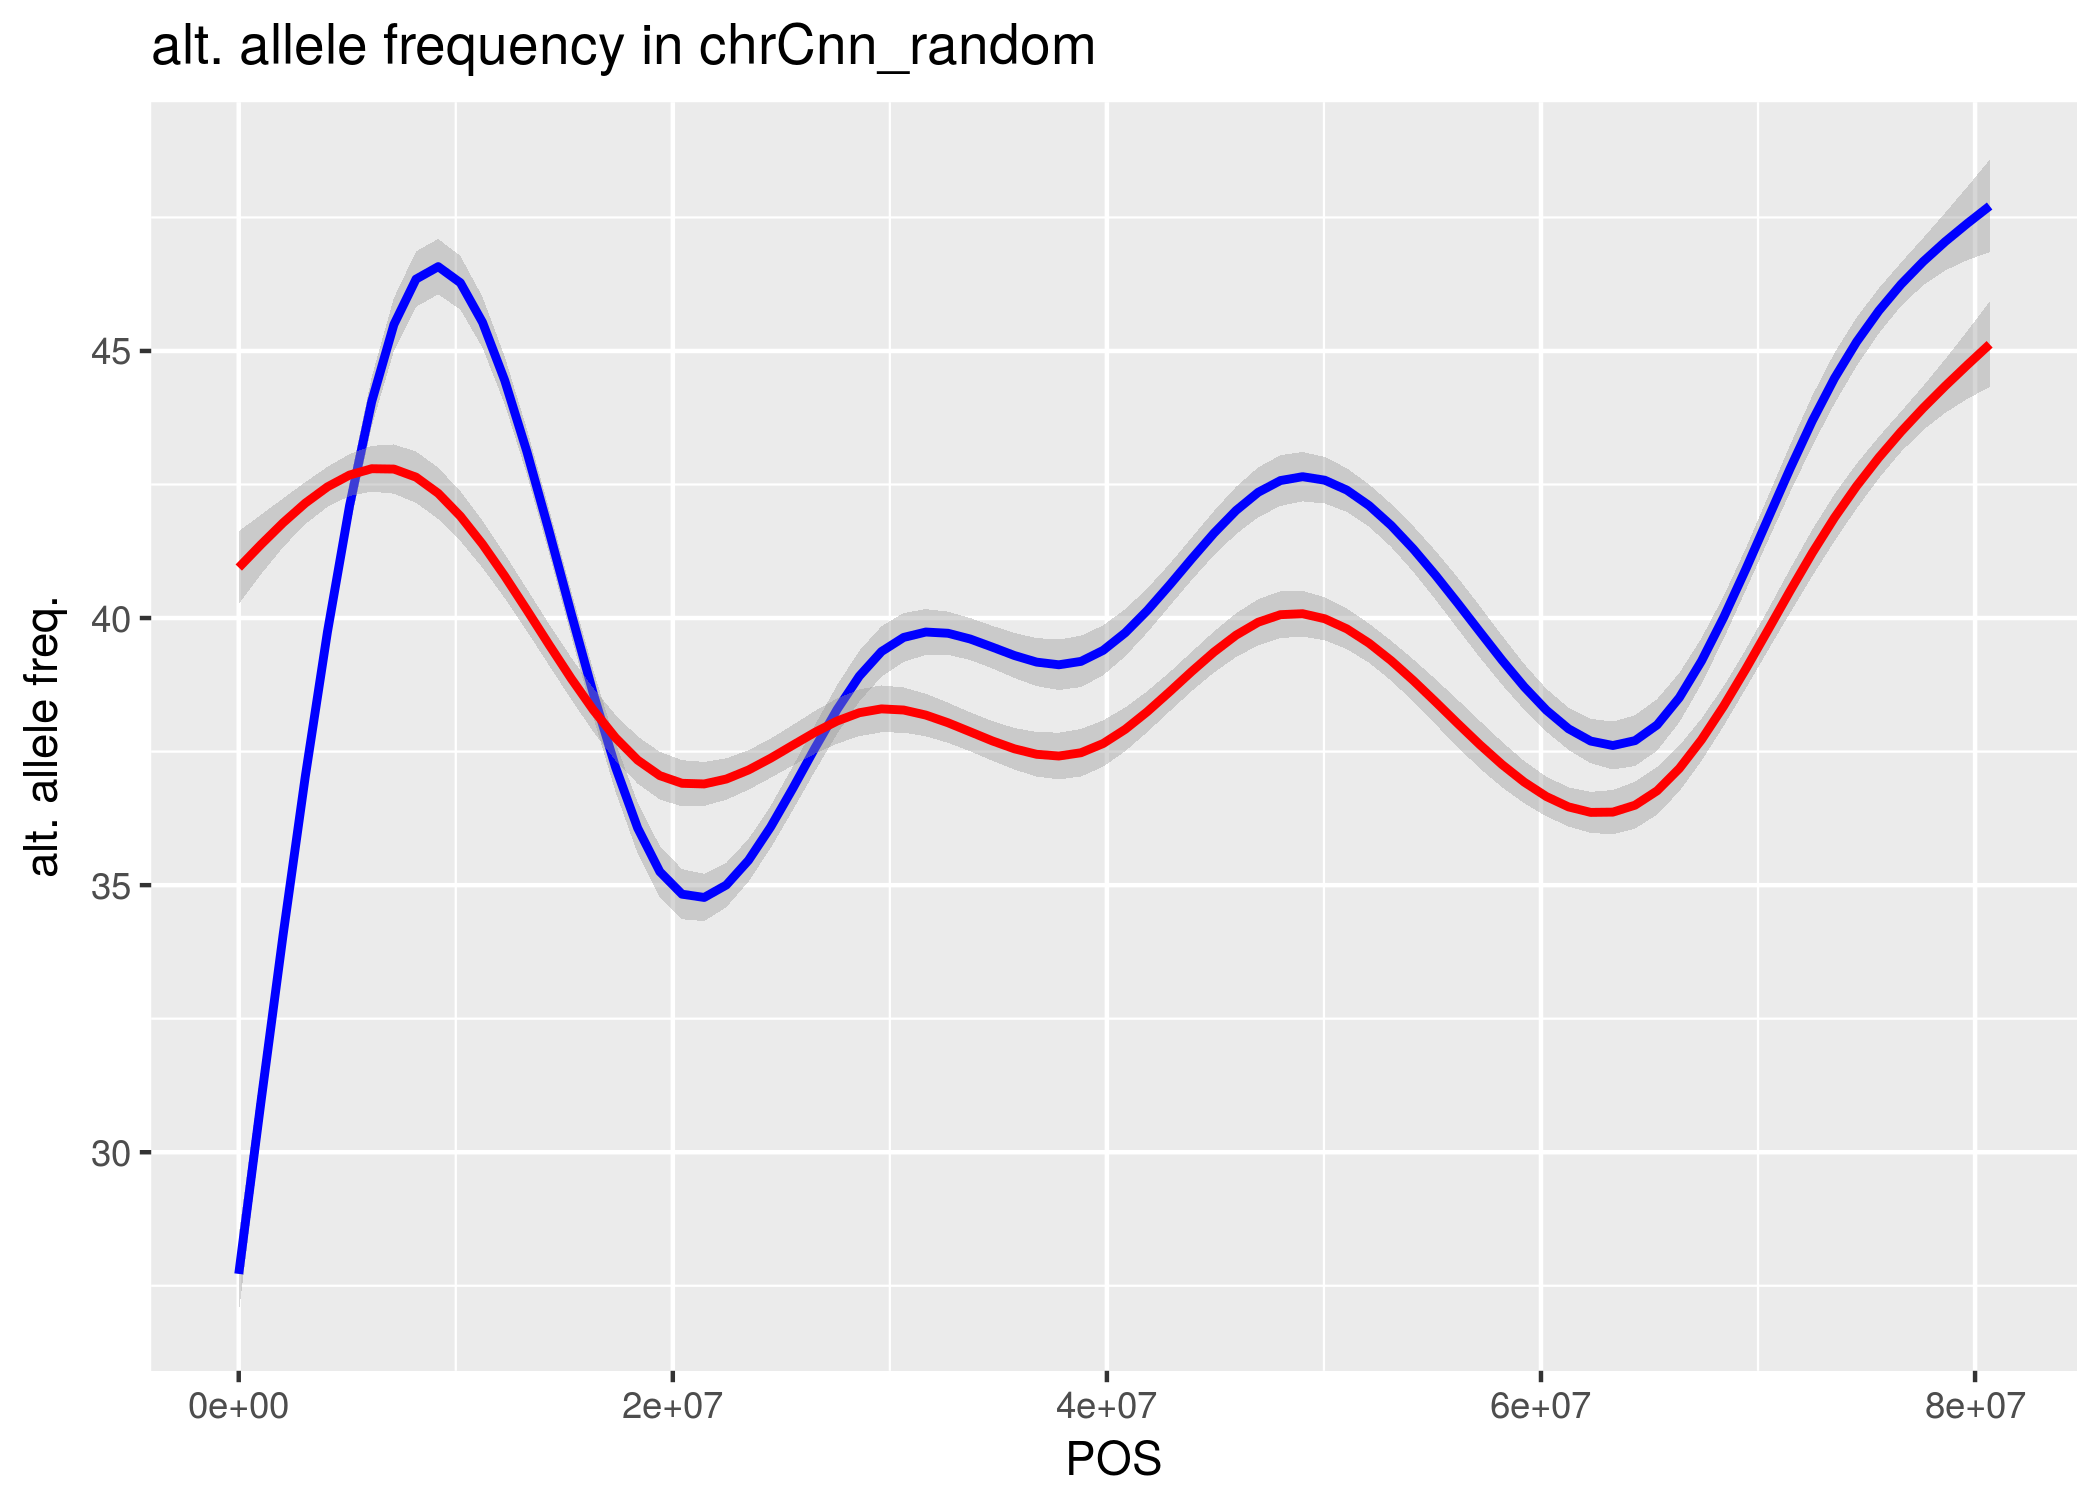 alt. allele frequency in chrCnn_random
alt. allele freq.
45
40
35
30
0e+00 2e+07 4e+07 6e+07 8e+07
POS